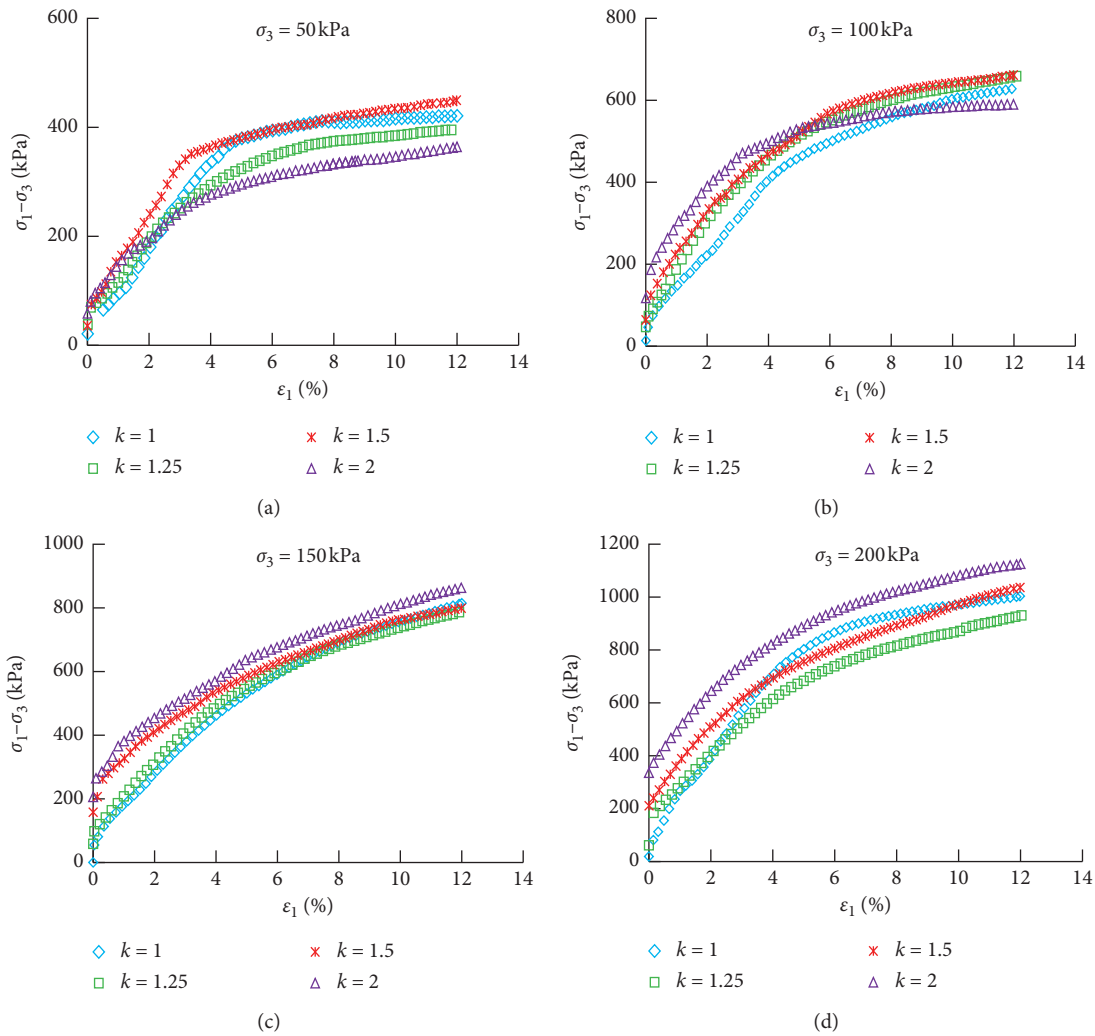 σ3 = 50 kPa
σ1–σ3 (kPa)
600
400
200
0
0 2 4 6 8 10 12 14
ε1 (%)
k = 1
k = 1.5
k = 1.25
k = 2
(a)
σ3 = 100 kPa
σ1–σ3 (kPa)
800
600
400
200
0
0 2 4 6 8 10 12 14
ε1 (%)
k = 1
k = 1.5
k = 1.25
k = 2
(b)
σ3 = 150 kPa
σ1–σ3 (kPa)
1000
800
600
400
200
0
0 2 4 6 8 10 12 14
ε1 (%)
k = 1
k = 1.5
k = 1.25
k = 2
(c)
σ3 = 200 kPa
σ1–σ3 (kPa)
1200
1000
800
600
400
200
0
0 2 4 6 8 10 12 14
ε1 (%)
k = 1
k = 1.5
k = 1.25
k = 2
(d)